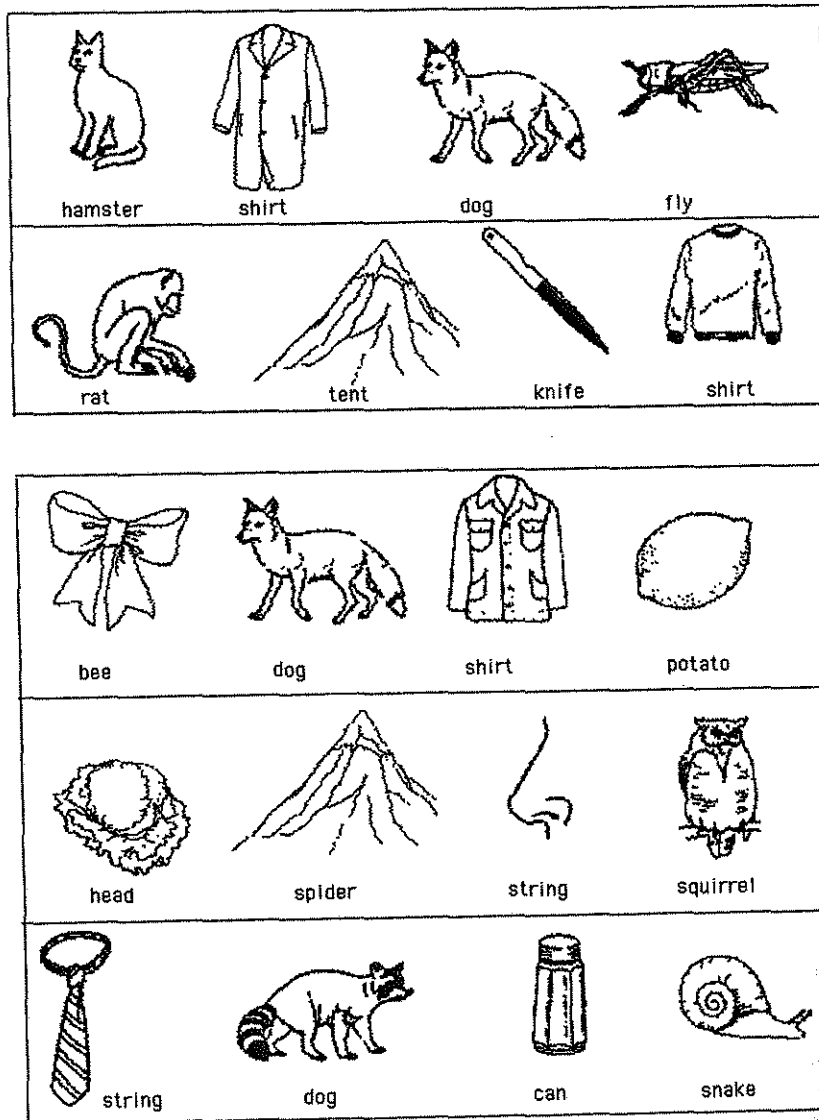 hamster shirt dog fly
rat tent knife shirt
bee dog shirt potato
head spider string squirrel
string dog can snake